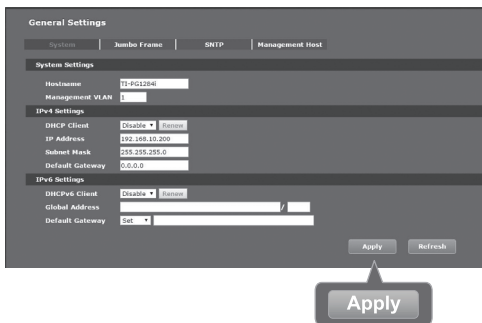 General Settings
System Jumbo Frame SNTP Management Host
System Settings
Hostname TI-PG1284i
Management VLAN 1
IPv4 Settings
DHCP Client Disable Renew
IP Address 192.168.10.200
Subnet Mask 255.255.255.0
Default Gateway 0.0.0.0
IPv6 Settings
DHCPv6 Client Disable Renew
Global Address /
Default Gateway Set
Apply Refresh
Apply